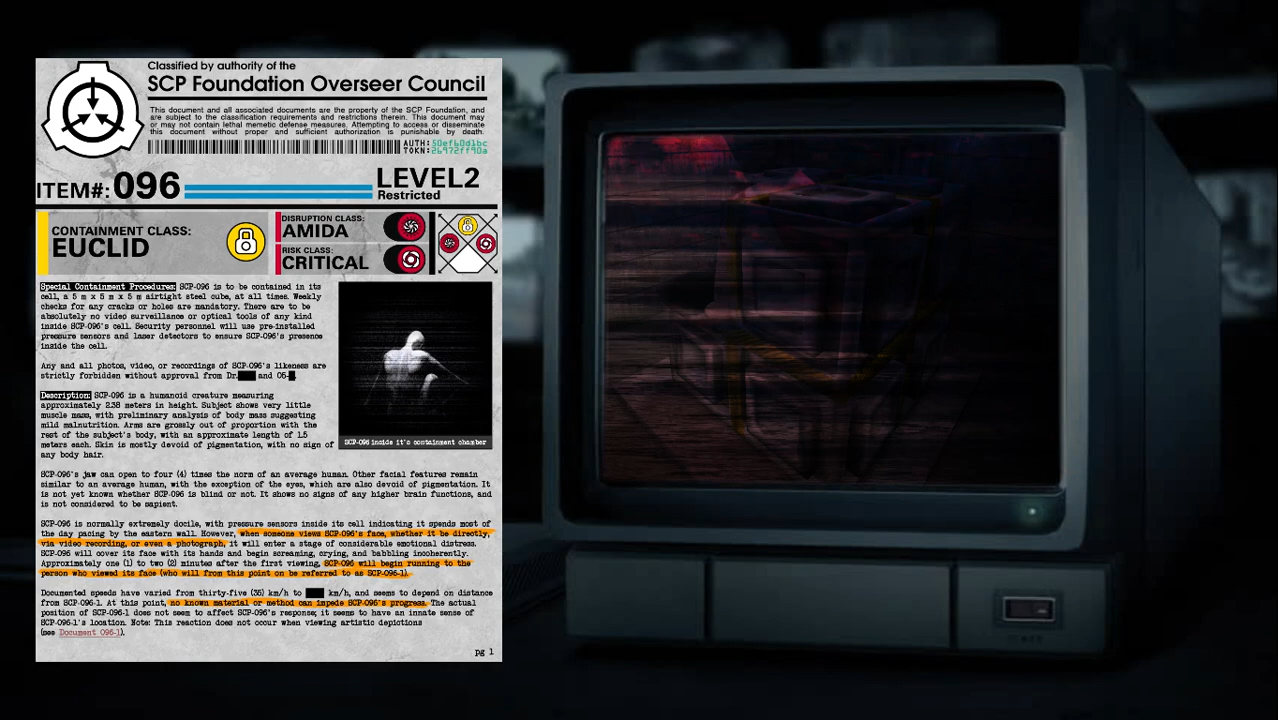 Classified by authority of the
SCP Foundation Overseer Council
This document and all associated documents are the property of the SCP Foundation, and
are subject to the classification requirements and restrictions therein. This document may
or may not contain lethal memetic defense measures. Attempting to access or disseminate
this document without proper and sufficient authorization is punishable by death.
AUTH:50ef60d1bc
TOKN:26972ff90a
ITEM#:096
LEVEL2
Restricted
CONTAINMENT CLASS:
EUCLID
DISRUPTION CLASS:
AMIDA
RISK CLASS:
CRITICAL
Special Containment Procedures: SCP-096 is to be contained in its
cell, a 5 m x 5 m x 5 m airtight steel cube, at all times. Weekly
checks for any cracks or holes are mandatory. There are to be
absolutely no video surveillance or optical tools of any kind
inside SCP-096's cell. Security personnel will use pre-installed
pressure sensors and laser detectors to ensure SCP-096's presence
inside the cell.
Any and all photos, video, or recordings of SCP-096's likeness are
strictly forbidden without approval from Dr. and O5-.
Description: SCP-096 is a humanoid creature measuring
approximately 2.38 meters in height. Subject shows very little
muscle mass, with preliminary analysis of body mass suggesting
mild malnutrition. Arms are grossly out of proportion with the
rest of the subject's body, with an approximate length of 1.5
meters each. Skin is mostly devoid of pigmentation, with no sign of
any body hair.
SCP-096 inside it's containment chamber
SCP-096's jaw can open to four (4) times the norm of an average human. Other facial features remain
similar to an average human, with the exception of the eyes, which are also devoid of pigmentation. It
is not yet known whether SCP-096 is blind or not. It shows no signs of any higher brain functions, and
is not considered to be sapient.
SCP-096 is normally extremely docile, with pressure sensors inside its cell indicating it spends most of
the day pacing by the eastern wall. However, when someone views SCP-096's face, whether it be directly,
via video recording, or even a photograph, it will enter a stage of considerable emotional distress.
SCP-096 will cover its face with its hands and begin screaming, crying, and babbling incoherently.
Approximately one (1) to two (2) minutes after the first viewing, SCP-096 will begin running to the
person who viewed its face (who will from this point on be referred to as SCP-096-1).
Documented speeds have varied from thirty-five (35) km/h to km/h, and seems to depend on distance
from SCP-096-1. At this point, no known material or method can impede SCP-096's progress. The actual
position of SCP-096-1 does not seem to affect SCP-096's response; it seems to have an innate sense of
SCP-096-1's location. Note: This reaction does not occur when viewing artistic depictions
(see Document 096-1).
pg 1